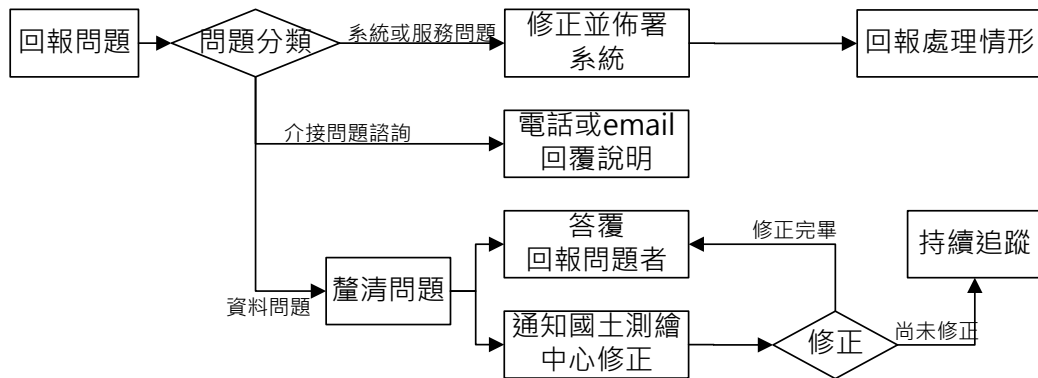 回報問題
問題分類
系統或服務問題
修正並佈署
系統
回報處理情形
介接問題諮詢
電話或email
回覆說明
資料問題
釐清問題
答覆
回報問題者
修正完畢
持續追蹤
通知國土測繪
中心修正
修正
尚未修正